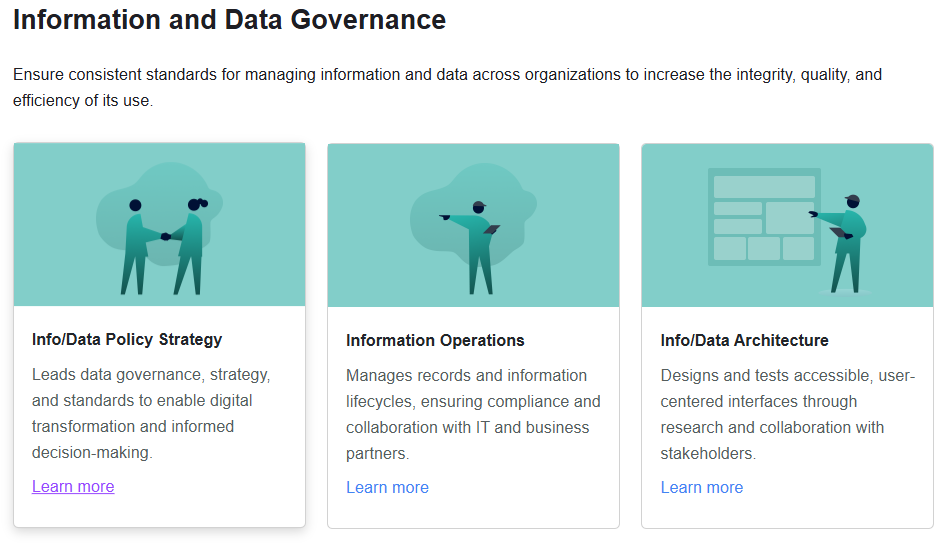 Information and Data Governance
Ensure consistent standards for managing information and data across organizations to increase the integrity, quality, and
efficiency of its use.
Info/Data Policy Strategy
Leads data governance, strategy,
and standards to enable digital
transformation and informed
decision-making.
Learn more
Information Operations
Manages records and information
lifecycles, ensuring compliance and
collaboration with IT and business
partners.
Learn more
Info/Data Architecture
Designs and tests accessible, user-
centered interfaces through
research and collaboration with
stakeholders.
Learn more